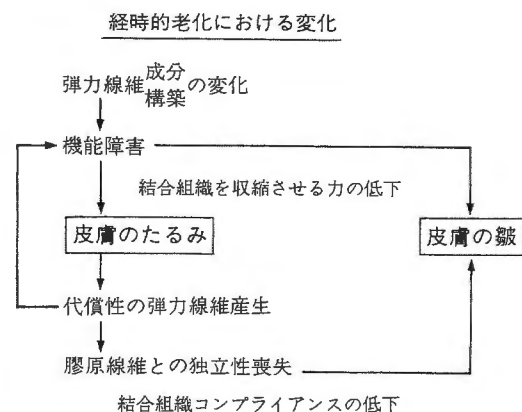 経時的老化における変化
弾力線維成分構築の変化
機能障害
結合組織を収縮させる力の低下
皮膚のたるみ
皮膚の皺
代償性の弾力線維産生
膠原線維との独立性喪失
結合組織コンプライアンスの低下